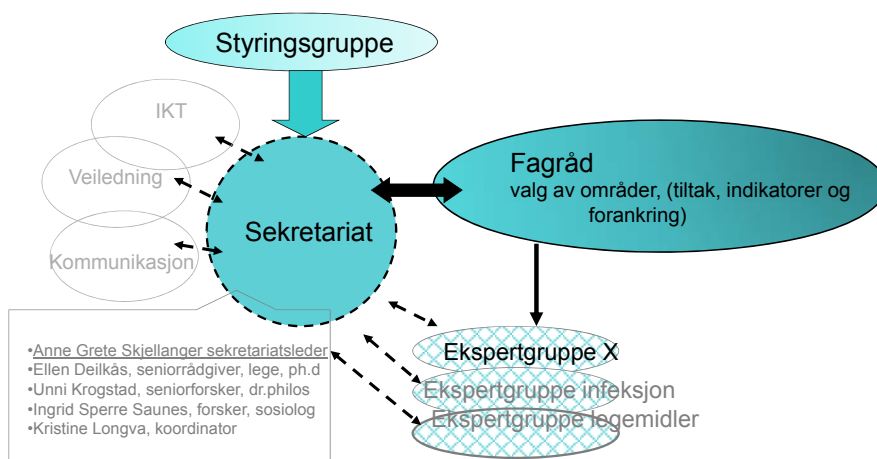 Styringsgruppe
IKT
Veiledning
Kommunikasjon
Sekretariat
Fagråd
valg av områder, (tiltak, indikatorer og
forankring)
•Anne Grete Skjellanger sekretariatsleder
•Ellen Deilkås, seniorrådgiver, lege, ph.d
•Unni Krogstad, seniorforsker, dr.philos
•Ingrid Sperre Saunes, forsker, sosiolog
•Kristine Longva, koordinator
Ekspertgruppe X
Ekspertgruppe infeksjon
Ekspertgruppe legemidler